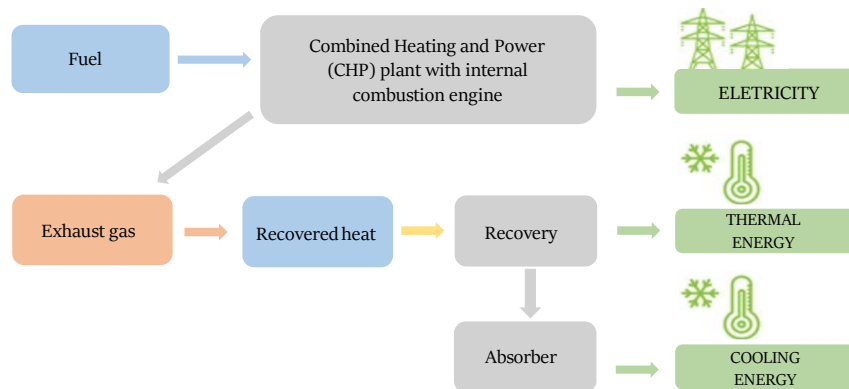 Fuel
Combined Heating and Power
(CHP) plant with internal
combustion engine
ELETRICITY
Exhaust gas
Recovered heat
Recovery
THERMAL
ENERGY
Absorber
COOLING
ENERGY